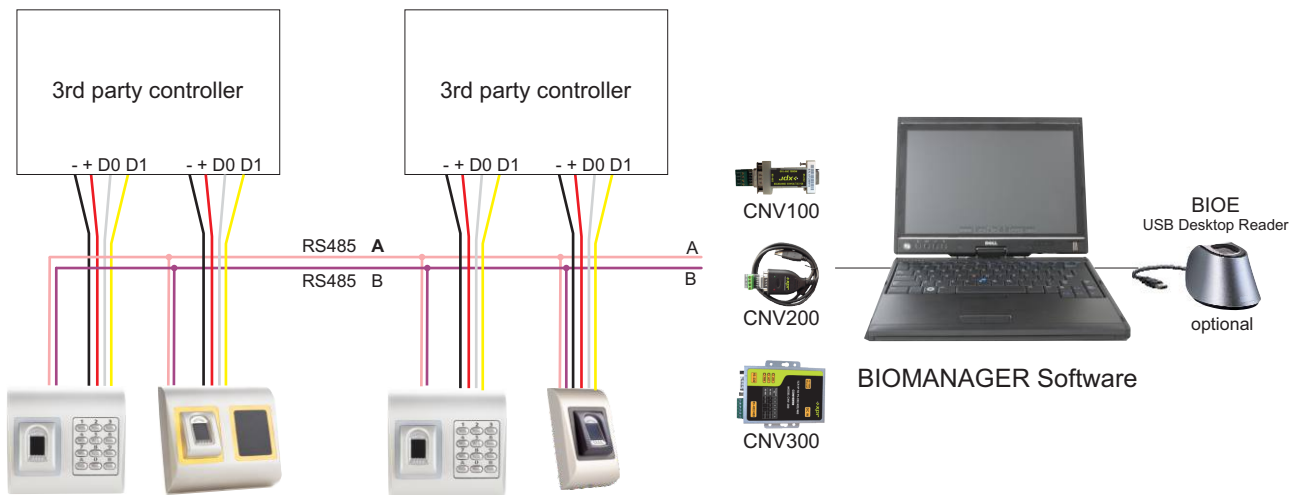 3rd party controller
- + D0 D1
- + D0 D1
3rd party controller
- + D0 D1
- + D0 D1
RS485 A
RS485 B
A
B
CNV100
CNV200
CNV300
DELL
BIOMANAGER Software
BIOE
USB Desktop Reader
optional